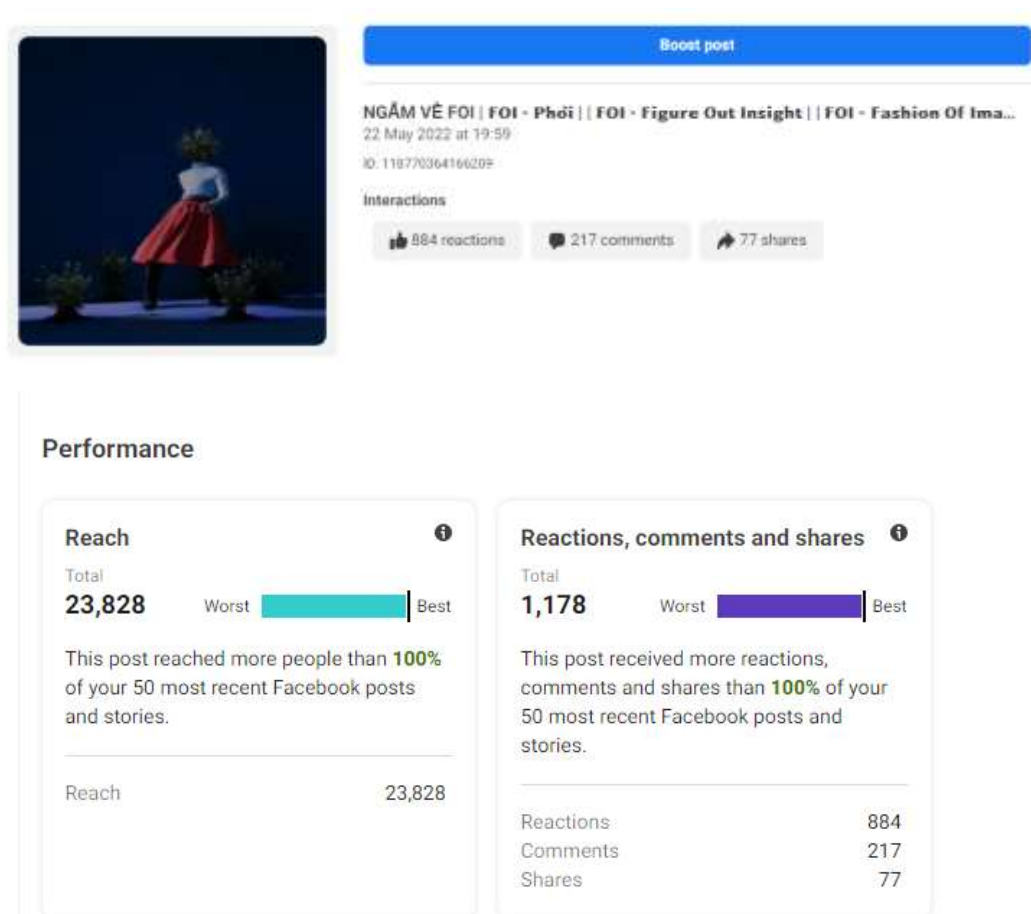 Boost post
NGẮM VỀ FOI | FOI - Phơi | | FOI - Figure Out Insight | | FOI - Fashion Of Ima...
22 May 2022 at 19:59
ID: 118770364166209
Interactions
884 reactions 217 comments 77 shares
Performance
Reach
Total
23,828 Worst Best
This post reached more people than 100%
of your 50 most recent Facebook posts
and stories.
Reach 23,828
Reactions, comments and shares
Total
1,178 Worst Best
This post received more reactions,
comments and shares than 100% of your
50 most recent Facebook posts and
stories.
Reactions 884
Comments 217
Shares 77